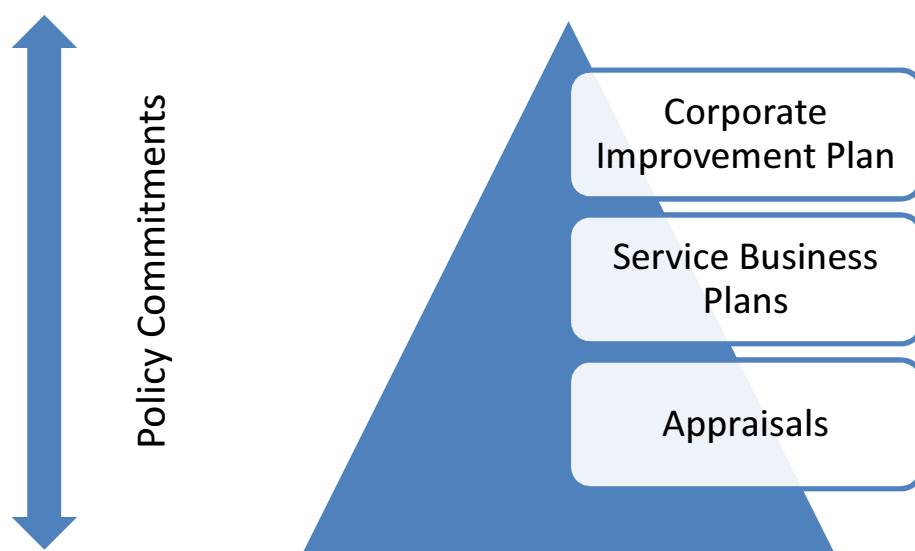 Policy Commitments
Corporate
Improvement Plan
Service Business
Plans
Appraisals